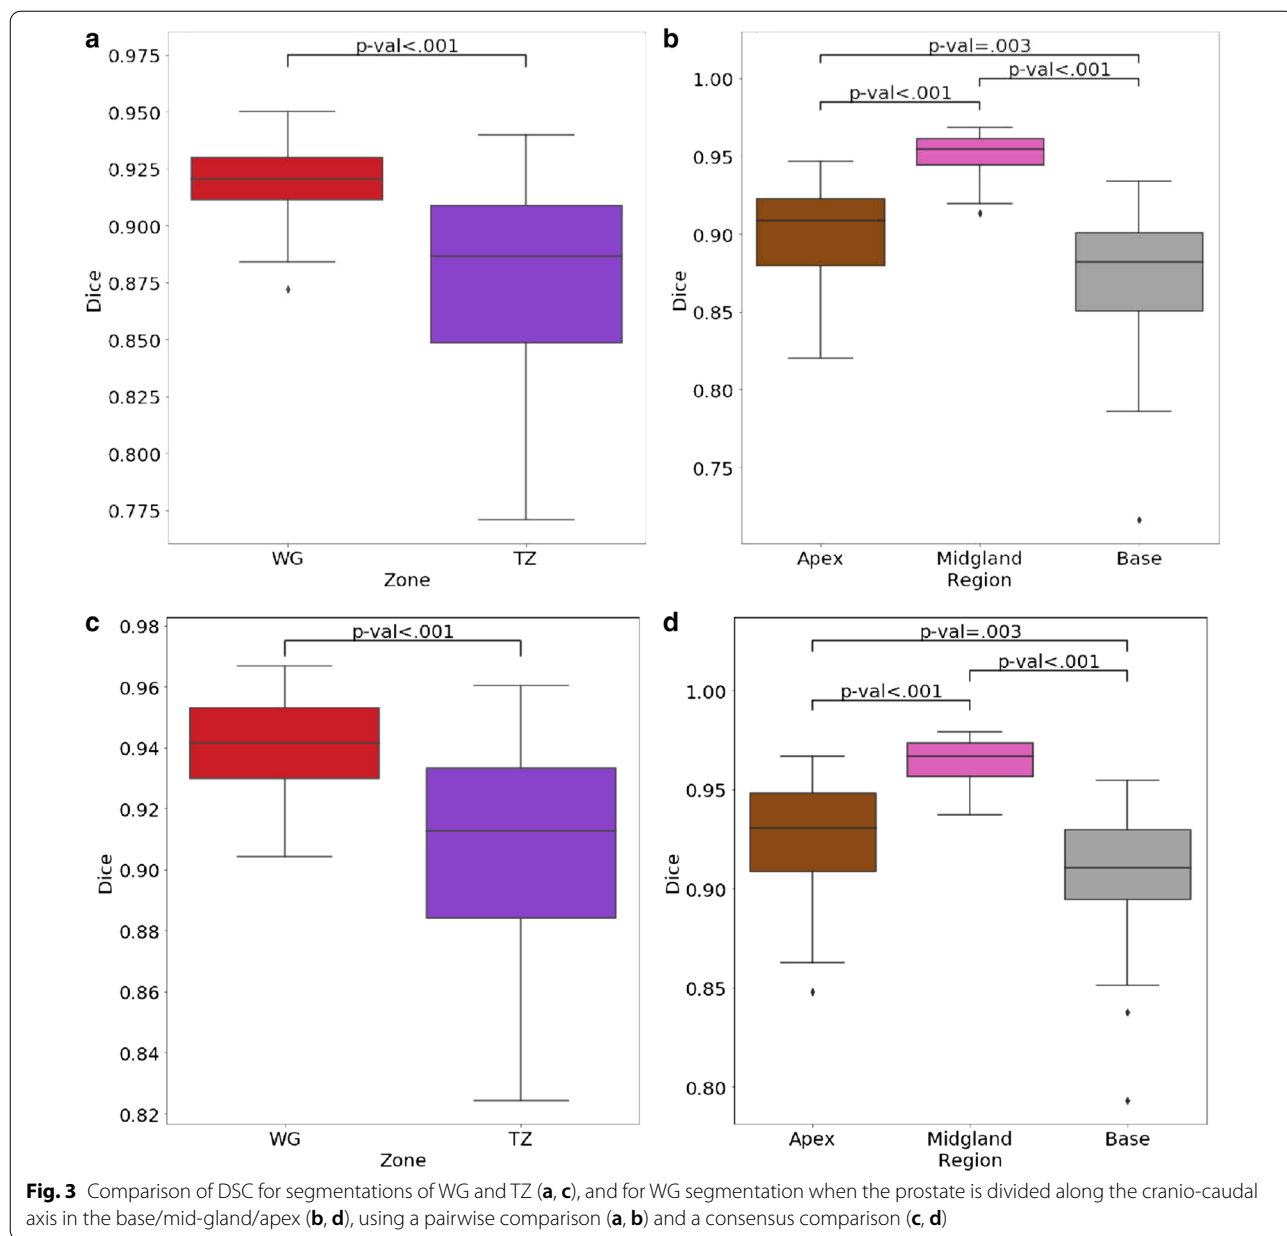 a
p-val<.001
0.975
0.950
0.925
0.900
0.875
0.850
0.825
0.800
0.775
Dice
WG TZ
Zone
b
p-val=.003
p-val<.001
p-val<.001
1.00
0.95
0.90
0.85
0.80
0.75
Dice
Apex Midgland Base
Region
c
p-val<.001
0.98
0.96
0.94
0.92
0.90
0.88
0.86
0.84
0.82
Dice
WG TZ
Zone
d
p-val=.003
p-val<.001
p-val<.001
1.00
0.95
0.90
0.85
0.80
Dice
Apex Midgland Base
Region
Fig. 3 Comparison of DSC for segmentations of WG and TZ (a, c), and for WG segmentation when the prostate is divided along the cranio-caudal
axis in the base/mid-gland/apex (b, d), using a pairwise comparison (a, b) and a consensus comparison (c, d)